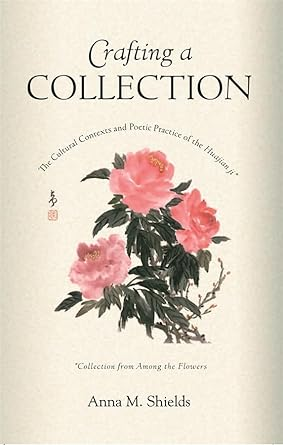 Crafting a
COLLECTION
The Cultural Contexts and Poetic Practice of the Huajian ji*
*Collection from Among the Flowers
Anna M. Shields